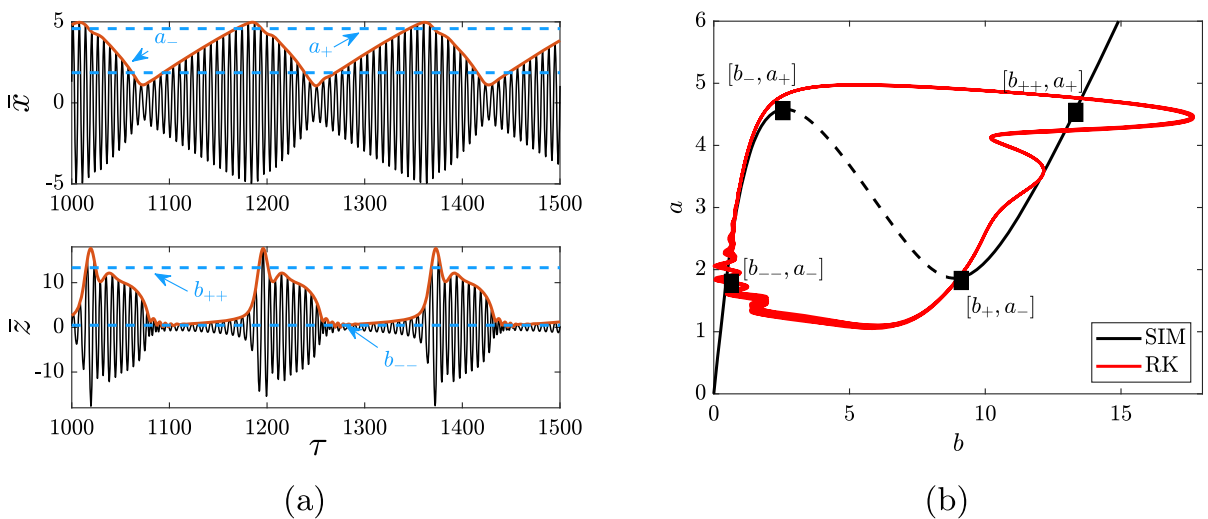 5
0
-5
x̄
a₋
a₊
1000 1100 1200 1300 1400 1500
10
0
-10
z̄
b₊₊
b₋₋
1000 1100 1200 1300 1400 1500
τ
(a)
6
5
4
3
2
1
0
a
[b₋, a₊]
[b₊₊, a₊]
[b₋₋, a₋]
[b₊, a₋]
SIM
RK
0 5 10 15
b
(b)